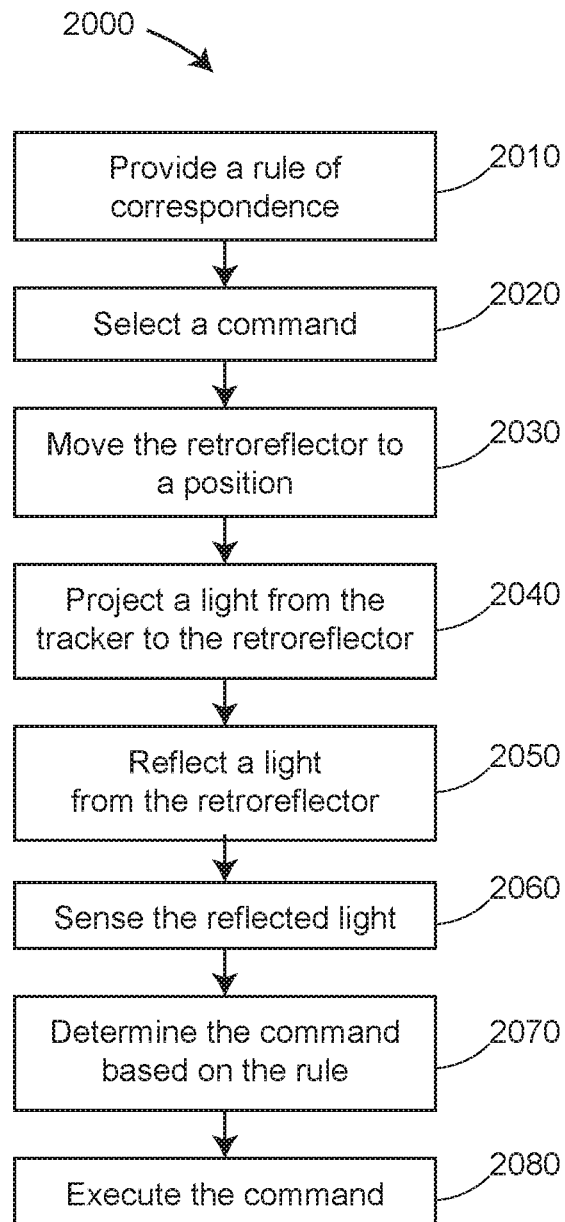 2000
Provide a rule of
correspondence
2010
Select a command
2020
Move the retroreflector to
a position
2030
Project a light from the
tracker to the retroreflector
2040
Reflect a light
from the retroreflector
2050
Sense the reflected light
2060
Determine the command
based on the rule
2070
Execute the command
2080